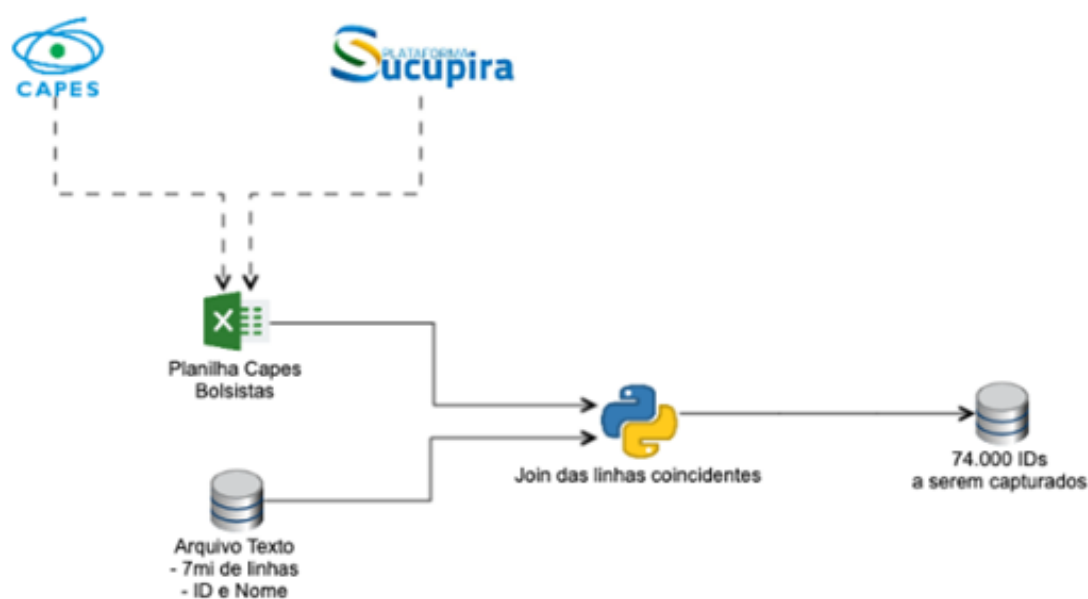 CAPES
PLATAFORMA
Sucupira
Planilha Capes
Bolsistas
Join das linhas coincidentes
74.000 IDs
a serem capturados
Arquivo Texto
- 7mi de linhas
- ID e Nome